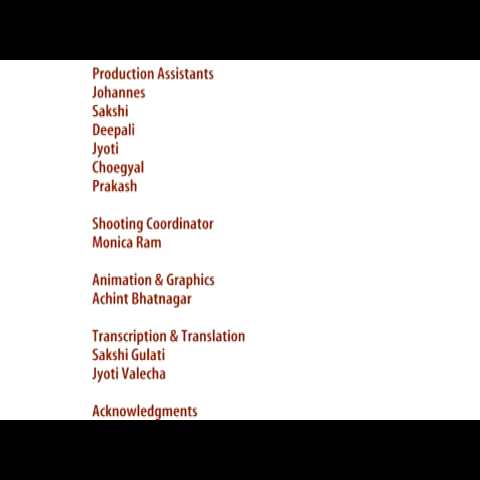 Production Assistants
Johannes
Sakshi
Deepali
Jyoti
Choegyal
Prakash
Shooting Coordinator
Monica Ram
Animation & Graphics
Achint Bhatnagar
Transcription & Translation
Sakshi Gulati
Jyoti Valecha
Acknowledgments